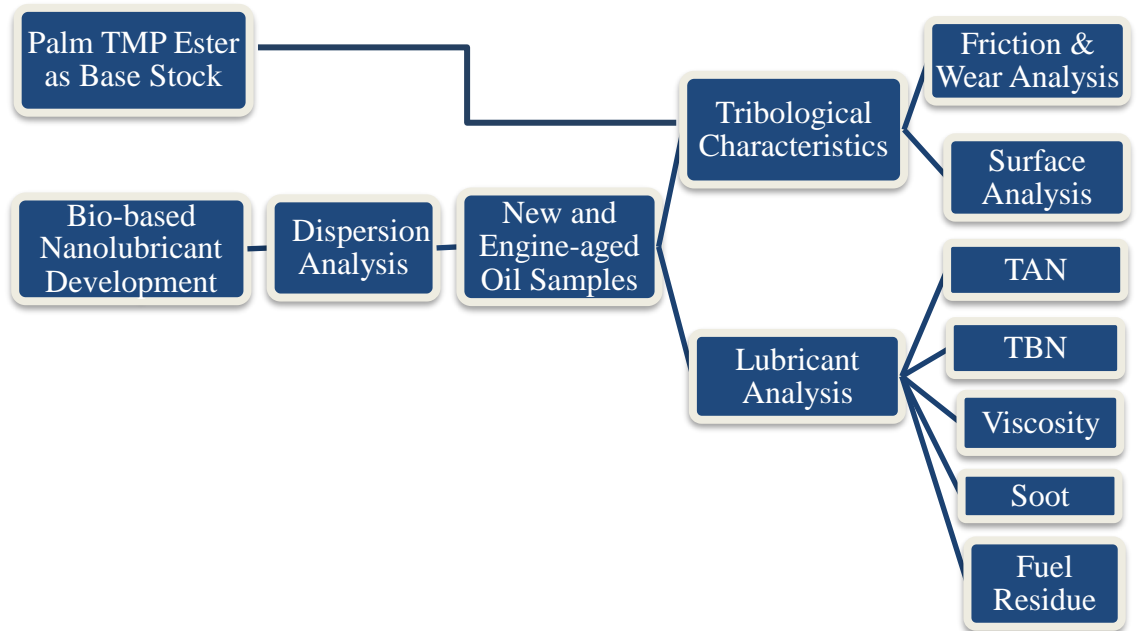 Palm TMP Ester
as Base Stock
Bio-based
Nanolubricant
Development
Dispersion
Analysis
New and
Engine-aged
Oil Samples
Tribological
Characteristics
Friction &
Wear Analysis
Surface
Analysis
Lubricant
Analysis
TAN
TBN
Viscosity
Soot
Fuel
Residue